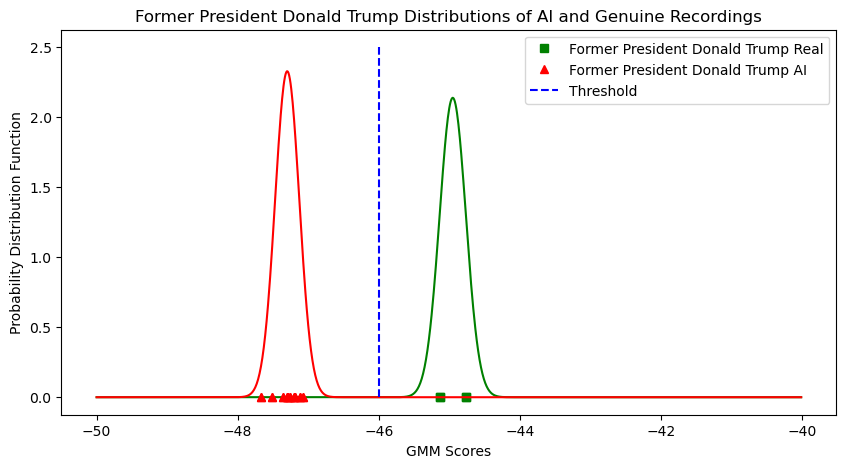 Former President Donald Trump Distributions of AI and Genuine Recordings
Former President Donald Trump Real
Former President Donald Trump AI
Threshold
Probability Distribution Function
2.5
2.0
1.5
1.0
0.5
0.0
−50
−48
−46
−44
−42
−40
GMM Scores